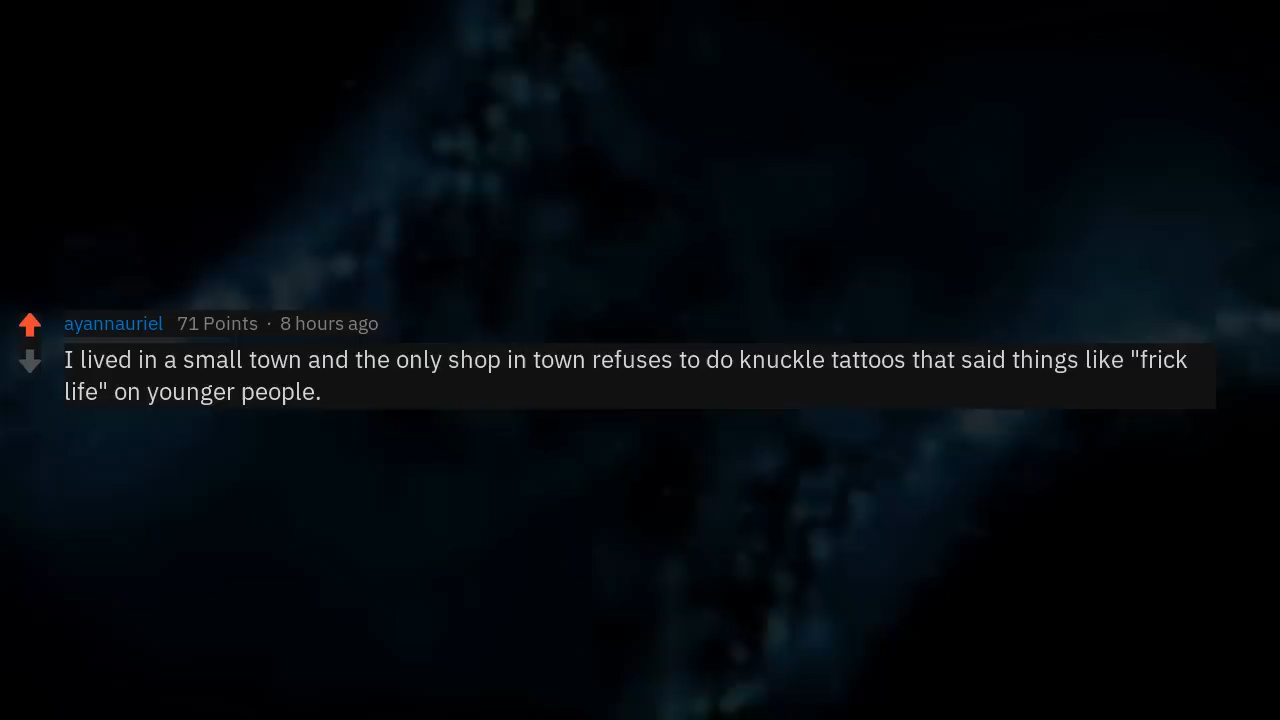 ayannauriel 71 Points · 8 hours ago
I lived in a small town and the only shop in town refuses to do knuckle tattoos that said things like "frick
life" on younger people.